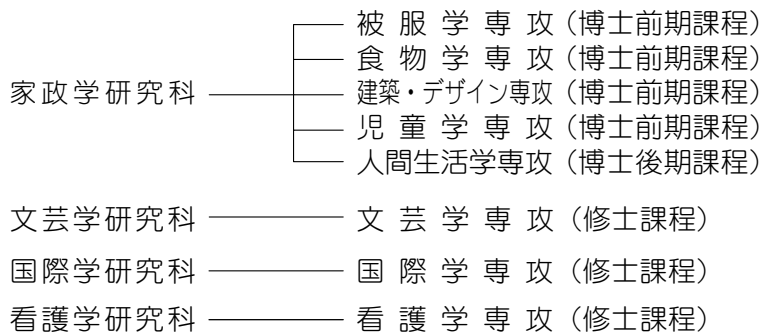 被服学専攻（博士前期課程）
食物学専攻（博士前期課程）
家政学研究科 建築・デザイン専攻（博士前期課程）
児童学専攻（博士前期課程）
人間生活学専攻（博士後期課程）
文芸学研究科 文芸学専攻（修士課程）
国際学研究科 国際学専攻（修士課程）
看護学研究科 看護学専攻（修士課程）